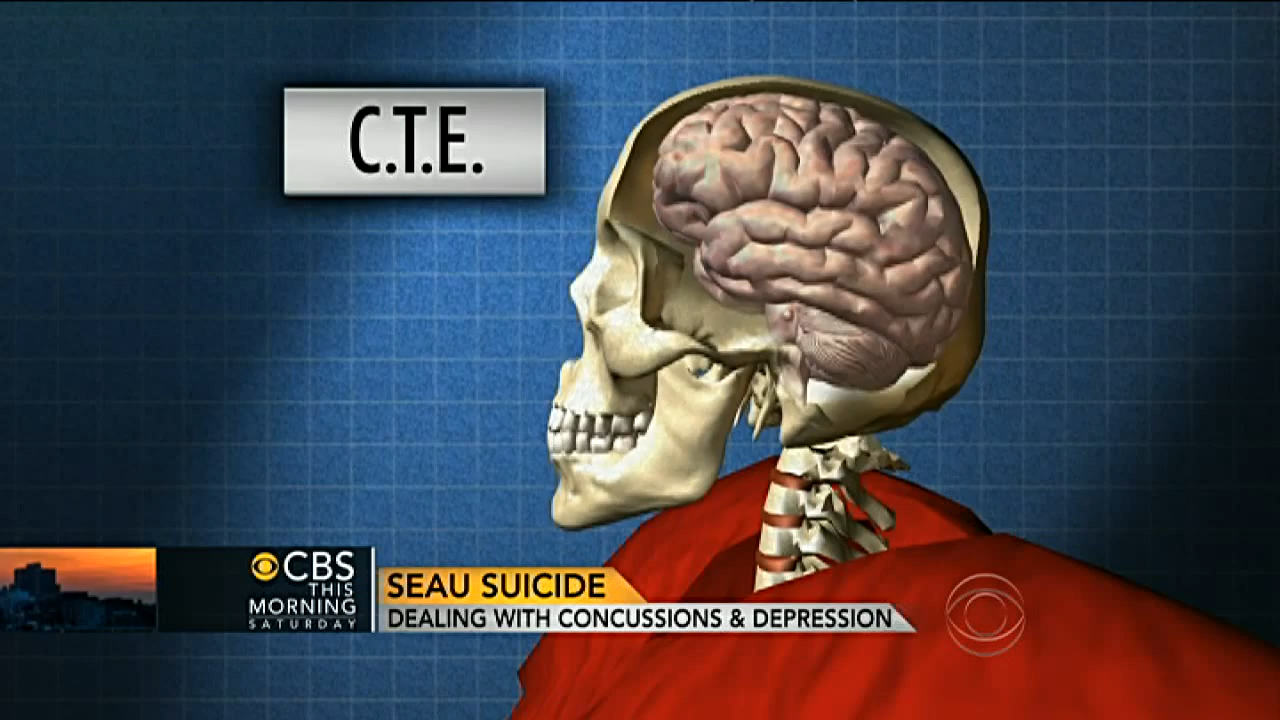 C.T.E.
CBS
THIS
MORNING
SATURDAY
SEAU SUICIDE
DEALING WITH CONCUSSIONS & DEPRESSION